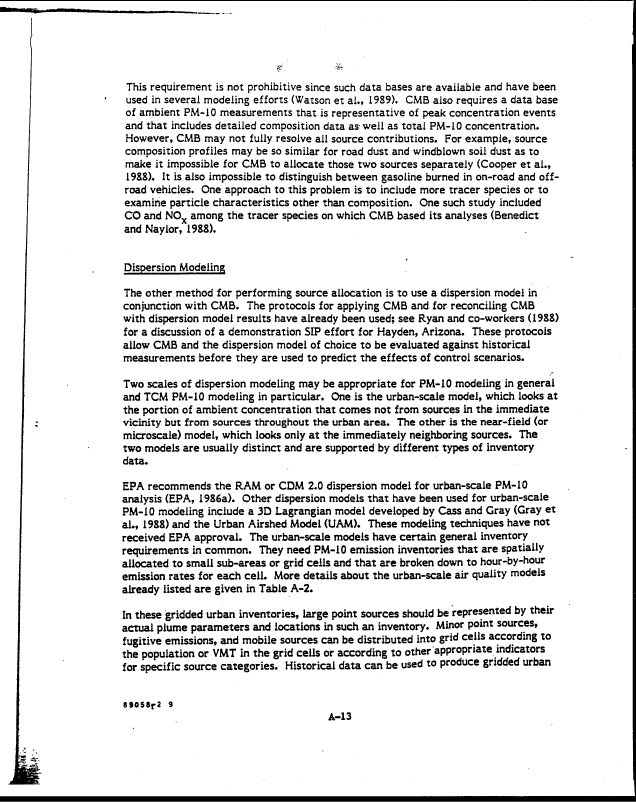 This requirement is not prohibitive since such data bases are available and have been
used in several modeling efforts (Watson et al., 1989). CMB also requires a data base
of ambient PM-10 measurements that is representative of peak concentration events
and that includes detailed composition data as well as total PM-10 concentration.
However, CMB may not fully resolve all source contributions. For example, source
composition profiles may be so similar for road dust and windblown soil dust as to
make it impossible for CMB to allocate those two sources separately (Cooper et al.,
1988). It is also impossible to distinguish between gasoline burned in on-road and off-
road vehicles. One approach to this problem is to include more tracer species or to
examine particle characteristics other than composition. One such study included
CO and NOx among the tracer species on which CMB based its analyses (Benedict
and Naylor, 1988).
Dispersion Modeling
The other method for performing source allocation is to use a dispersion model in
conjunction with CMB. The protocols for applying CMB and for reconciling CMB
with dispersion model results have already been used; see Ryan and co-workers (1988)
for a discussion of a demonstration SIP effort for Hayden, Arizona. These protocols
allow CMB and the dispersion model of choice to be evaluated against historical
measurements before they are used to predict the effects of control scenarios.
Two scales of dispersion modeling may be appropriate for PM-10 modeling in general
and TCM PM-10 modeling in particular. One is the urban-scale model, which looks at
the portion of ambient concentration that comes not from sources in the immediate
vicinity but from sources throughout the urban area. The other is the near-field (or
microscale) model, which looks only at the immediately neighboring sources. The
two models are usually distinct and are supported by different types of inventory
data.
EPA recommends the RAM or CDM 2.0 dispersion model for urban-scale PM-10
analysis (EPA, 1986a). Other dispersion models that have been used for urban-scale
PM-10 modeling include a 3D Lagrangian model developed by Cass and Gray (Gray et
al., 1988) and the Urban Airshed Model (UAM). These modeling techniques have not
received EPA approval. The urban-scale models have certain general inventory
requirements in common. They need PM-10 emission inventories that are spatially
allocated to small sub-areas or grid cells and that are broken down to hour-by-hour
emission rates for each cell. More details about the urban-scale air quality models
already listed are given in Table A-2.
In these gridded urban inventories, large point sources should be represented by their
actual plume parameters and locations in such an inventory. Minor point sources,
fugitive emissions, and mobile sources can be distributed into grid cells according to
the population or VMT in the grid cells or according to other appropriate indicators
for specific source categories. Historical data can be used to produce gridded urban
89058r2 9
A-13